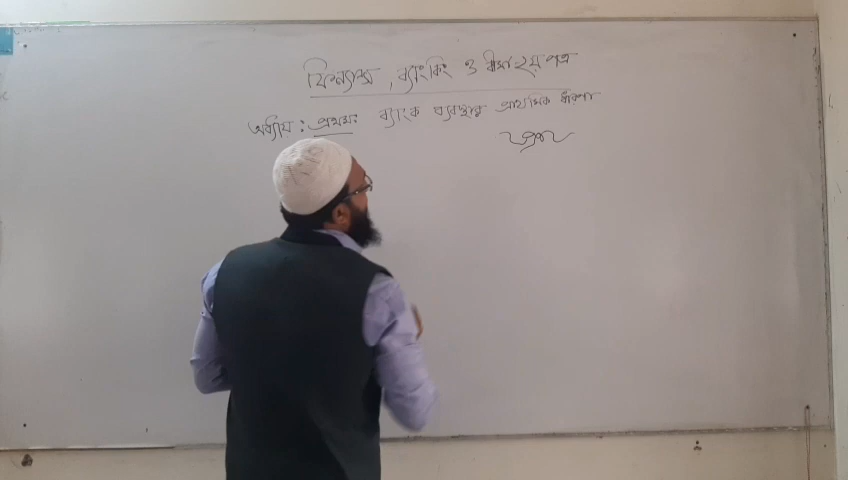 ফিন্যান্স, ব্যাংকিং ও বীমা ২য় পত্র
অধ্যায়: প্রথমঃ ব্যাংক ব্যবস্থার প্রাথমিক ধারণা